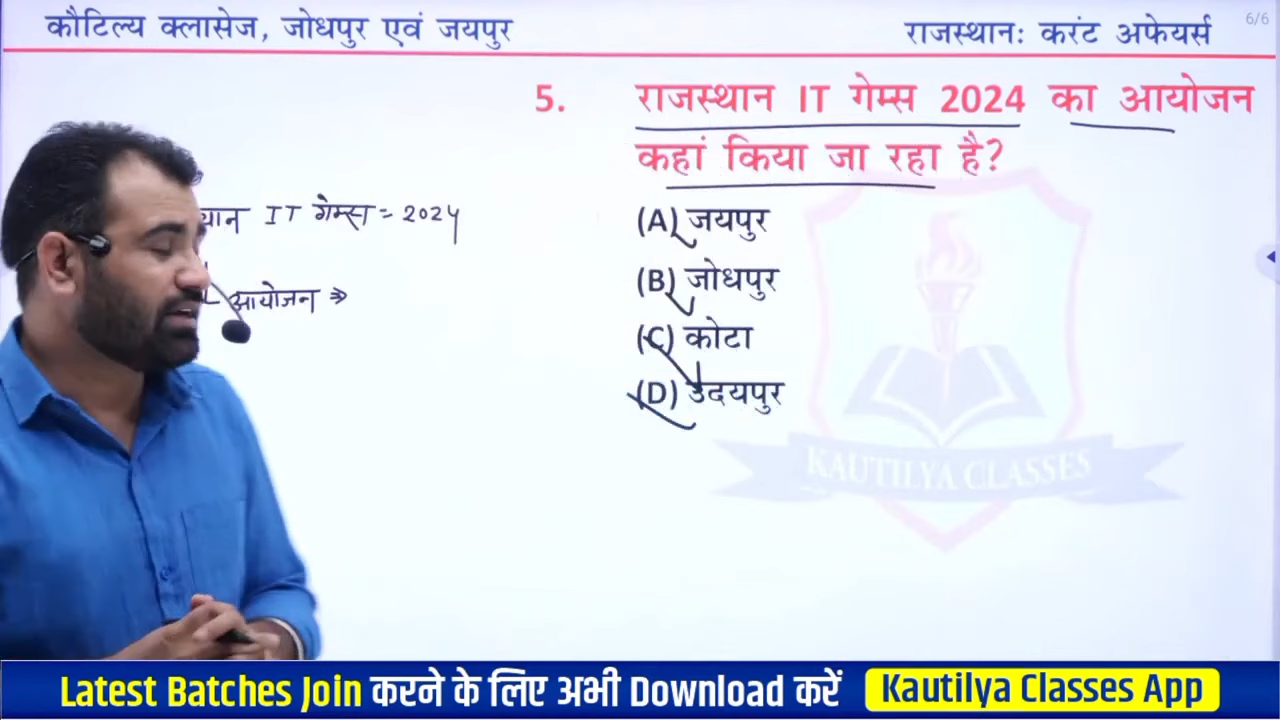 कौटिल्य क्लासेज, जोधपुर एवं जयपुर
राजस्थानः करंट अफेयर्स
6/6
5. राजस्थान IT गेम्स 2024 का आयोजन
कहां किया जा रहा है?
(A) जयपुर
(B) जोधपुर
(C) कोटा
(D) उदयपुर
IT गेम्स = 2024
आयोजन
KAUTILYA CLASSES
Latest Batches Join करने के लिए अभी Download करें
Kautilya Classes App